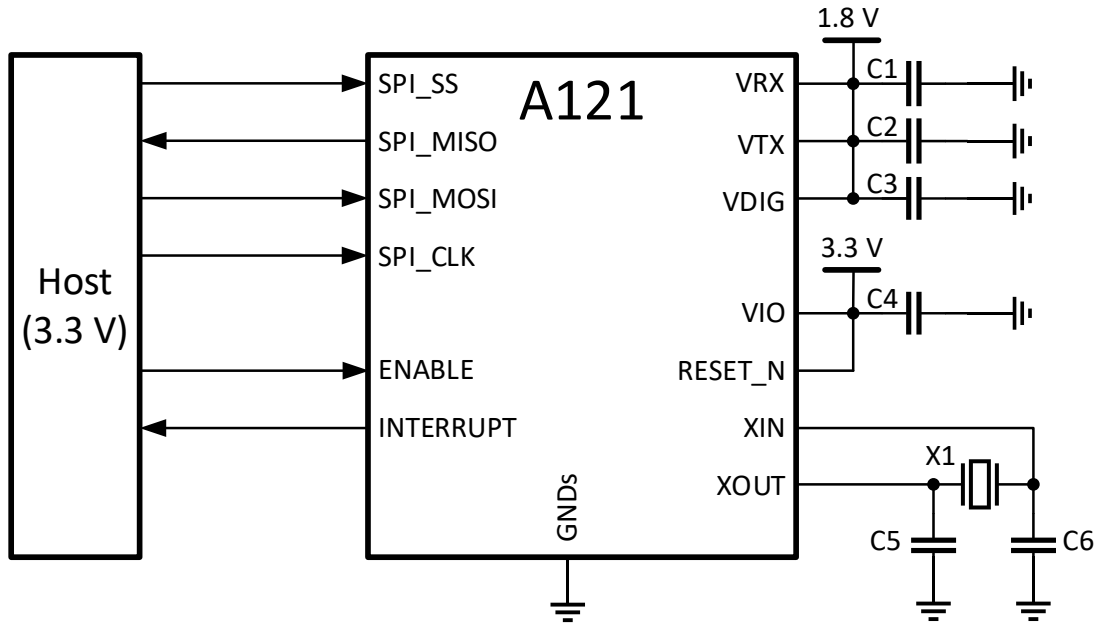 1.8 V
SPI_SS
A121
VRX
C1
SPI_MISO
VTX
C2
SPI_MOSI
VDIG
C3
SPI_CLK
3.3 V
Host
(3.3 V)
VIO
C4
ENABLE
RESET_N
INTERRUPT
XIN
X1
XOUT
GNDs
C5
C6